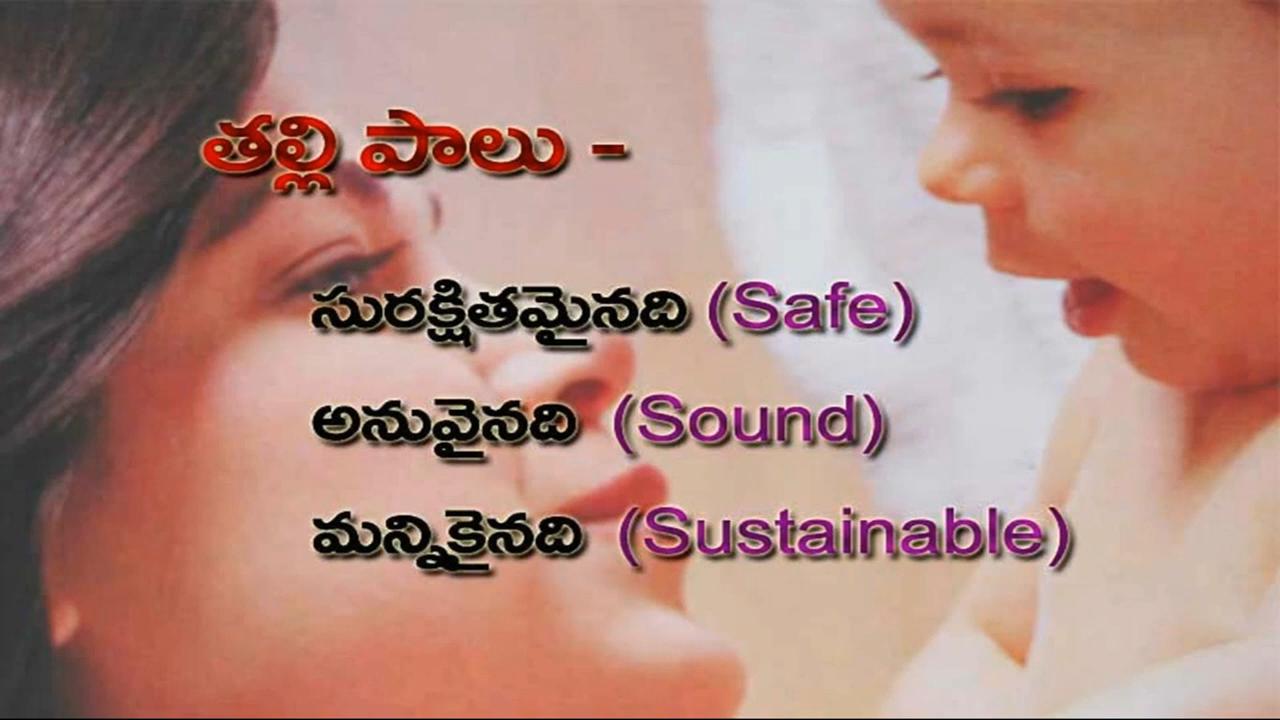 తల్లి పాలు -
సురక్షితమైనది (Safe)
అనువైనది (Sound)
మన్నికైనది (Sustainable)